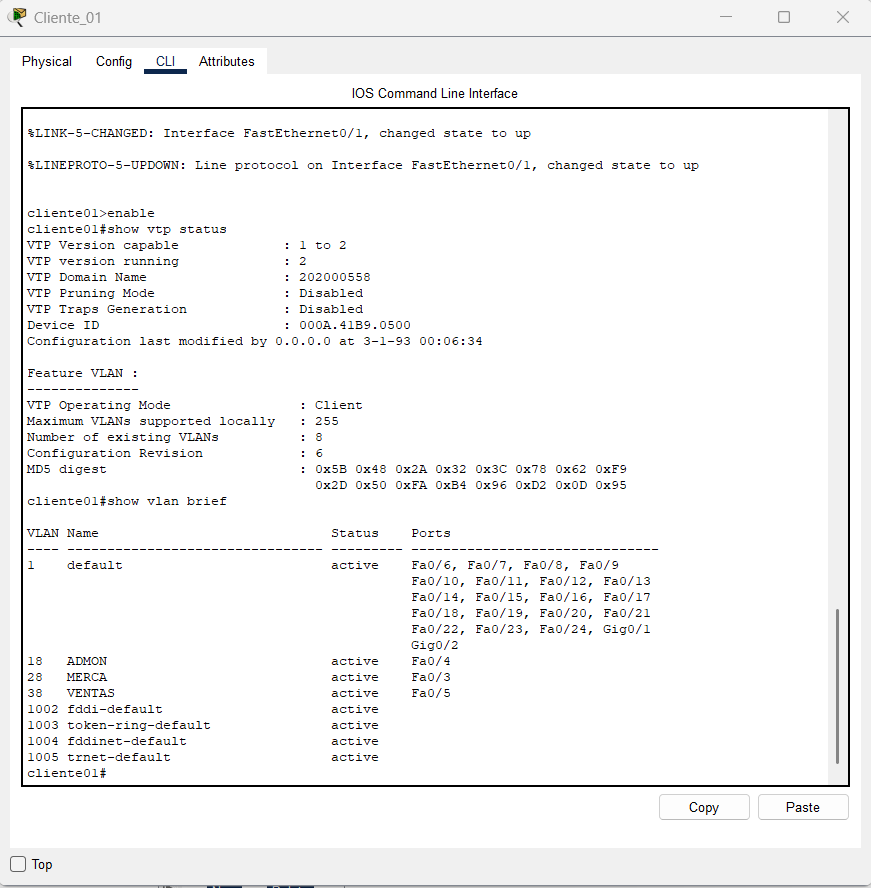 Cliente_01
Physical Config CLI Attributes
IOS Command Line Interface
%LINK-5-CHANGED: Interface FastEthernet0/1, changed state to up
%LINEPROTO-5-UPDOWN: Line protocol on Interface FastEthernet0/1, changed state to up
cliente01>enable
cliente01#show vtp status
VTP Version capable : 1 to 2
VTP version running : 2
VTP Domain Name : 202000558
VTP Pruning Mode : Disabled
VTP Traps Generation : Disabled
Device ID : 000A.41B9.0500
Configuration last modified by 0.0.0.0 at 3-1-93 00:06:34
Feature VLAN :
--------------
VTP Operating Mode : Client
Maximum VLANs supported locally : 255
Number of existing VLANs : 8
Configuration Revision : 6
MD5 digest : 0x5B 0x48 0x2A 0x32 0x3C 0x78 0x62 0xF9
0x2D 0x50 0xFA 0xB4 0x96 0xD2 0x0D 0x95
cliente01#show vlan brief
VLAN Name Status Ports
---- -------------------------------- --------- -------------------------------
1 default active Fa0/6, Fa0/7, Fa0/8, Fa0/9
Fa0/10, Fa0/11, Fa0/12, Fa0/13
Fa0/14, Fa0/15, Fa0/16, Fa0/17
Fa0/18, Fa0/19, Fa0/20, Fa0/21
Fa0/22, Fa0/23, Fa0/24, Gig0/1
Gig0/2
18 ADMON active Fa0/4
28 MERCA active Fa0/3
38 VENTAS active Fa0/5
1002 fddi-default active
1003 token-ring-default active
1004 fddinet-default active
1005 trnet-default active
cliente01#
Copy Paste
Top